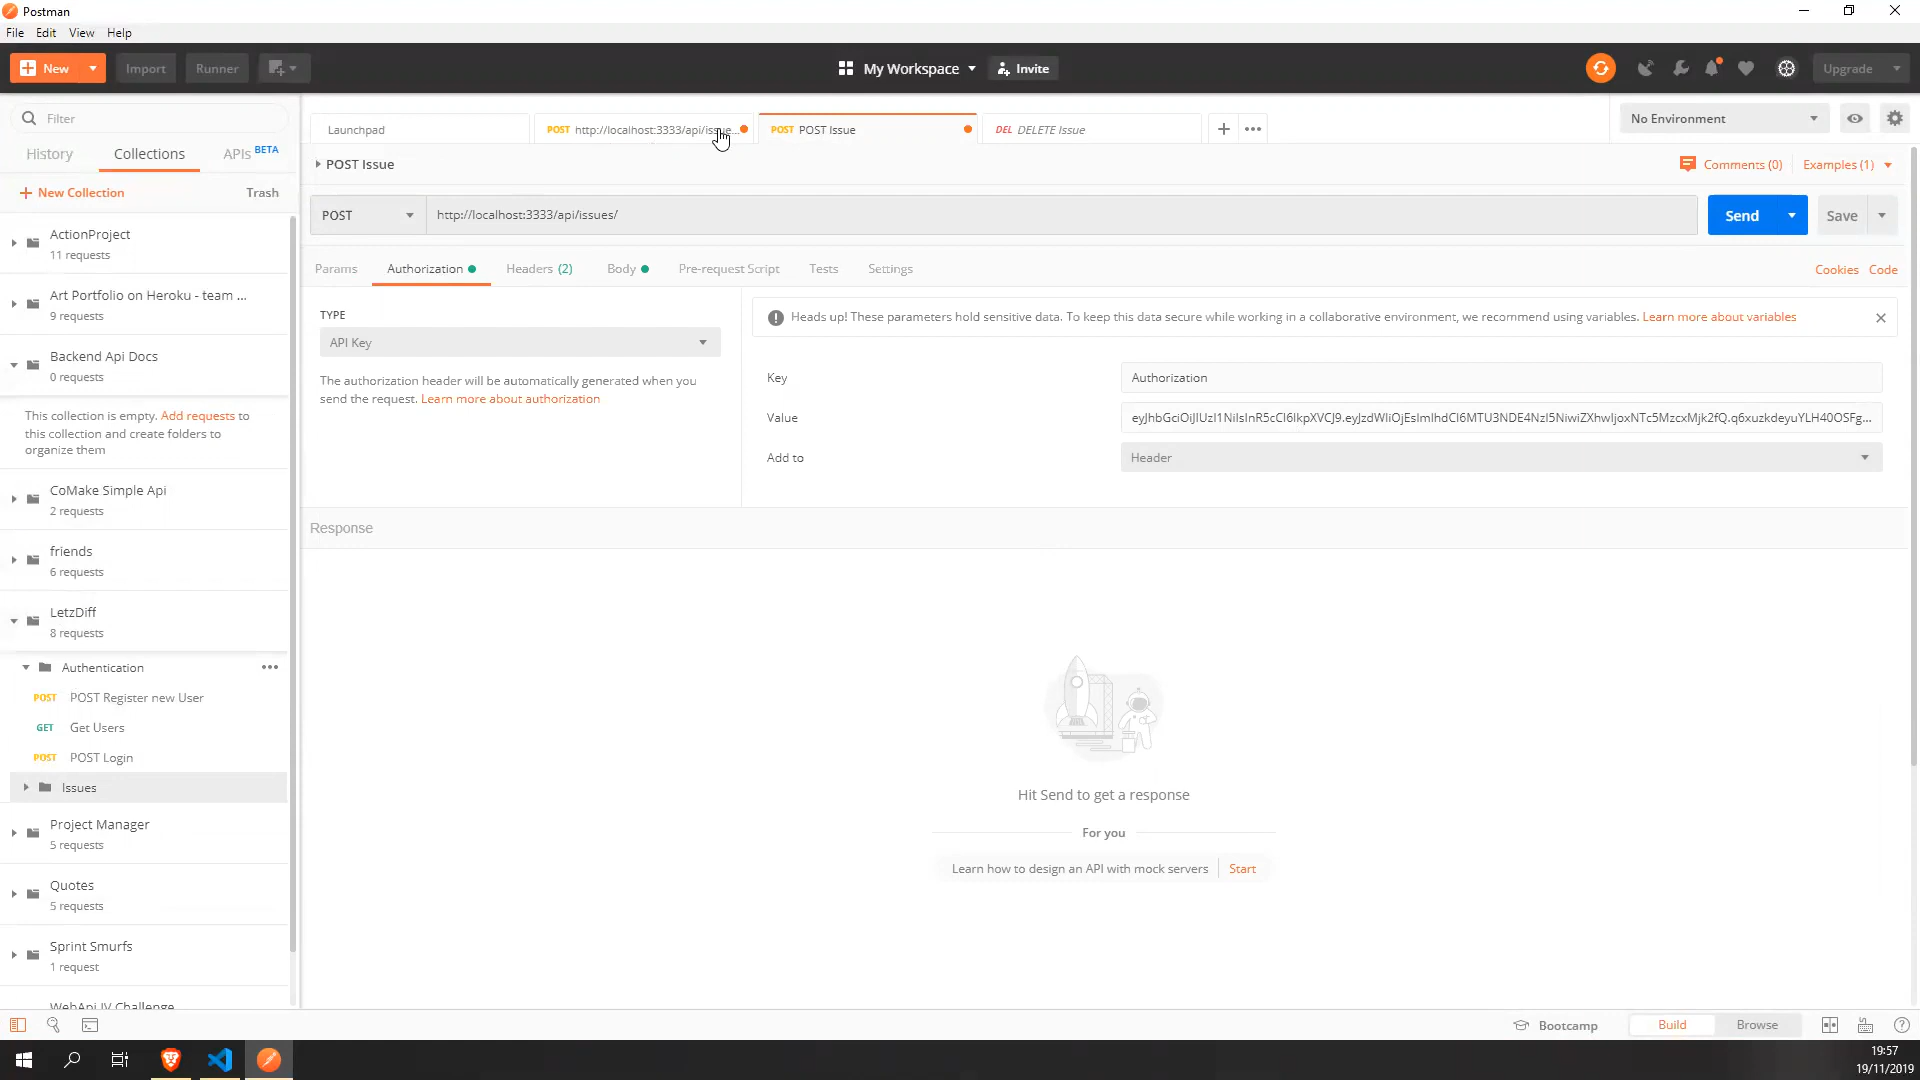 Postman
File Edit View Help
New Import Runner My Workspace Invite Upgrade
Filter
History Collections APIs BETA
New Collection Trash
ActionProject
11 requests
Art Portfolio on Heroku - team ...
9 requests
Backend Api Docs
0 requests
This collection is empty. Add requests to
this collection and create folders to
organize them
CoMake Simple Api
2 requests
friends
6 requests
LetzDiff
8 requests
Authentication
POST POST Register new User
GET Get Users
POST POST Login
Issues
Project Manager
5 requests
Quotes
5 requests
Sprint Smurfs
1 request
WebApi IV Challenge
Launchpad POST http://localhost:3333/api/issue... POST POST Issue DEL DELETE Issue
No Environment
POST Issue
Comments (0) Examples (1)
POST http://localhost:3333/api/issues/ Send Save
Params Authorization Headers (2) Body Pre-request Script Tests Settings Cookies Code
TYPE
API Key
The authorization header will be automatically generated when you
send the request. Learn more about authorization
Heads up! These parameters hold sensitive data. To keep this data secure while working in a collaborative environment, we recommend using variables. Learn more about variables
Key Authorization
Value
Add to Header
Response
Hit Send to get a response
For you
Learn how to design an API with mock servers Start
Bootcamp Build Browse
19:57
19/11/2019